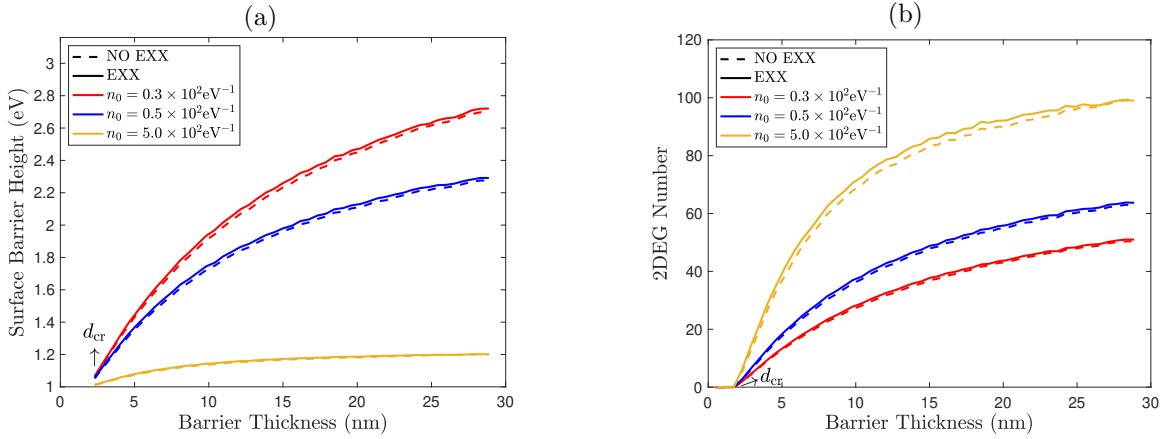 (a)
Surface Barrier Height (eV)
3
2.8
2.6
2.4
2.2
2
1.8
1.6
1.4
1.2
1
NO EXX
EXX
n₀ = 0.3 × 10²eV⁻¹
n₀ = 0.5 × 10²eV⁻¹
n₀ = 5.0 × 10²eV⁻¹
d_cr
0 5 10 15 20 25 30
Barrier Thickness (nm)
(b)
2DEG Number
120
100
80
60
40
20
0
NO EXX
EXX
n₀ = 0.3 × 10²eV⁻¹
n₀ = 0.5 × 10²eV⁻¹
n₀ = 5.0 × 10²eV⁻¹
d_cr
0 5 10 15 20 25 30
Barrier Thickness (nm)